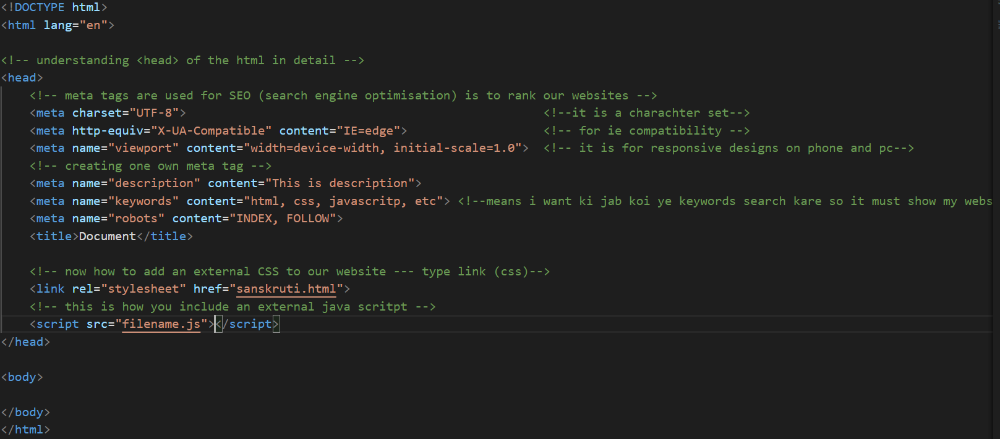 <!DOCTYPE html>
<html lang="en">
<!-- understanding <head> of the html in detail -->
<head>
<!-- meta tags are used for SEO (search engine optimisation) is to rank our websites -->
<meta charset="UTF-8"> <!--it is a charachter set-->
<meta http-equiv="X-UA-Compatible" content="IE=edge"> <!-- for ie compatibility -->
<meta name="viewport" content="width=device-width, initial-scale=1.0"> <!-- it is for responsive designs on phone and pc-->
<!-- creating one own meta tag -->
<meta name="description" content="This is description">
<meta name="keywords" content="html, css, javascritp, etc"> <!--means i want ki jab koi ye keywords search kare so it must show my webs
<meta name="robots" content="INDEX, FOLLOW">
<title>Document</title>
<!-- now how to add an external CSS to our website --- type link (css)-->
<link rel="stylesheet" href="sanskruti.html">
<!-- this is how you include an external java scritpt -->
<script src="filename.js"></script>
</head>
<body>
</body>
</html>